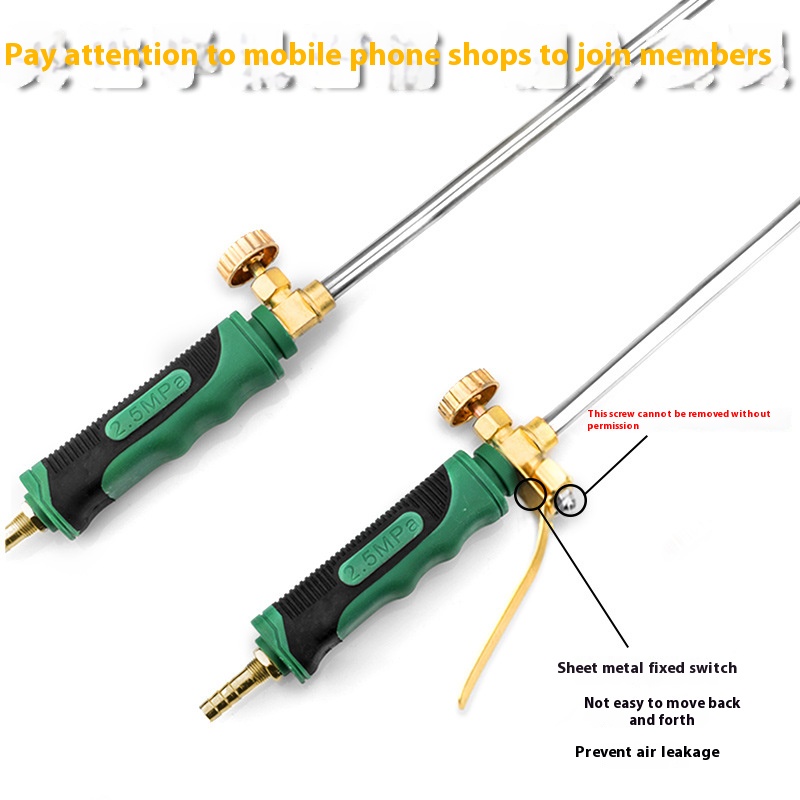 Pay attention to mobile phone shops to join members
2.5MPa
This screw cannot be removed without
permission
2.5MPa
Sheet metal fixed switch
Not easy to move back
and forth
Prevent air leakage